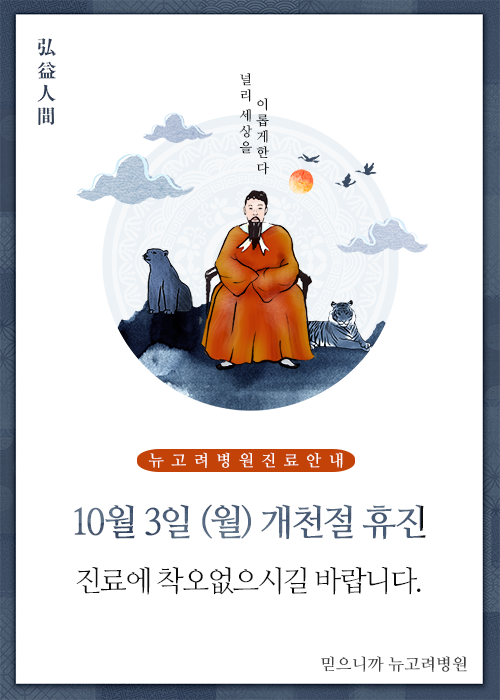 弘益人間
널리 세상을
이롭게한다
뉴고려병원진료안내
10월 3일 (월) 개천절 휴진
진료에 착오없으시길 바랍니다.
믿으니까 뉴고려병원